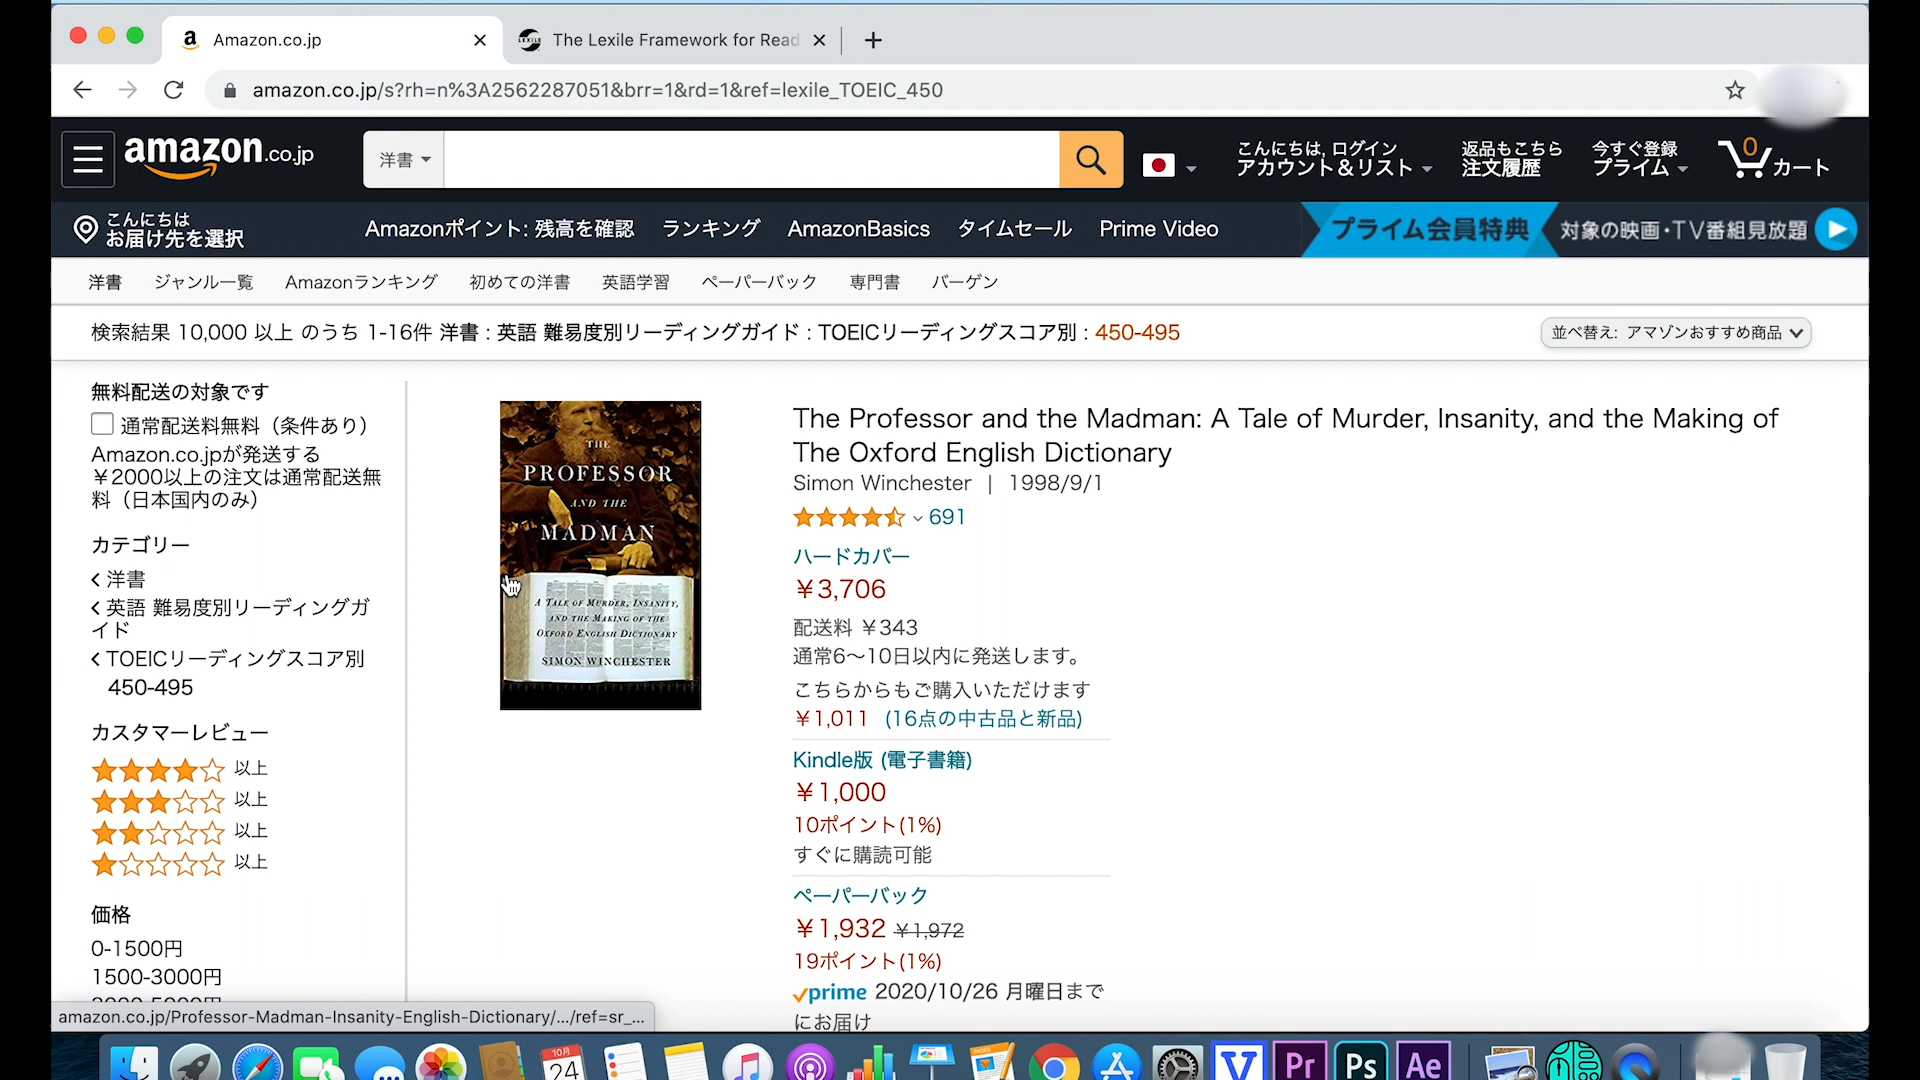 Amazon.co.jp
The Lexile Framework for Read
amazon.co.jp/s?rh=n%3A2562287051&brr=1&rd=1&ref=lexile_TOEIC_450
amazon.co.jp
洋書
こんにちは, ログイン
アカウント&リスト
返品もこちら
注文履歴
今すぐ登録
プライム
0
カート
こんにちは
お届け先を選択
Amazonポイント: 残高を確認
ランキング
AmazonBasics
タイムセール
Prime Video
プライム会員特典
対象の映画・TV番組見放題
洋書
ジャンル一覧
Amazonランキング
初めての洋書
英語学習
ペーパーバック
専門書
バーゲン
検索結果 10,000 以上 のうち 1-16件 洋書 : 英語 難易度別リーディングガイド : TOEICリーディングスコア別 : 450-495
並べ替え: アマゾンおすすめ商品
無料配送の対象です
通常配送料無料（条件あり）
Amazon.co.jpが発送する
￥2000以上の注文は通常配送無
料（日本国内のみ）
カテゴリー
洋書
英語 難易度別リーディングガ
イド
TOEICリーディングスコア別
450-495
カスタマーレビュー
以上
以上
以上
以上
価格
0-1500円
1500-3000円
THE
PROFESSOR
AND THE
MADMAN
A TALE OF MURDER, INSANITY,
AND THE MAKING OF THE
OXFORD ENGLISH DICTIONARY
SIMON WINCHESTER
The Professor and the Madman: A Tale of Murder, Insanity, and the Making of
The Oxford English Dictionary
Simon Winchester | 1998/9/1
691
ハードカバー
￥3,706
配送料 ￥343
通常6〜10日以内に発送します。
こちらからもご購入いただけます
￥1,011 (16点の中古品と新品)
Kindle版 (電子書籍)
￥1,000
10ポイント(1%)
すぐに購読可能
ペーパーバック
￥1,932 ￥1,972
19ポイント(1%)
prime 2020/10/26 月曜日まで
にお届け
amazon.co.jp/Professor-Madman-Insanity-English-Dictionary/.../ref=sr_...
10月
24
PAGES
V
Pr
Ps
Ae